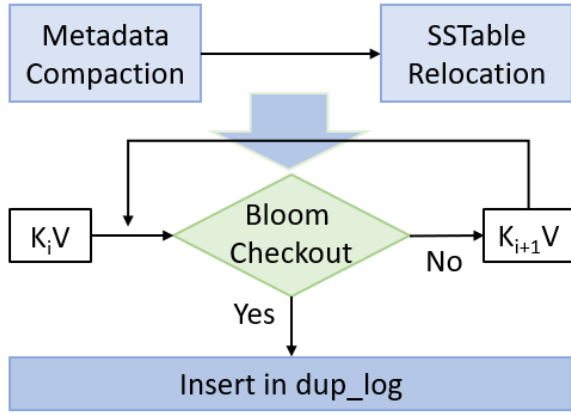 Metadata
Compaction
SSTable
Relocation
KᵢV
Bloom
Checkout
No
Kᵢ₊₁V
Yes
Insert in dup_log